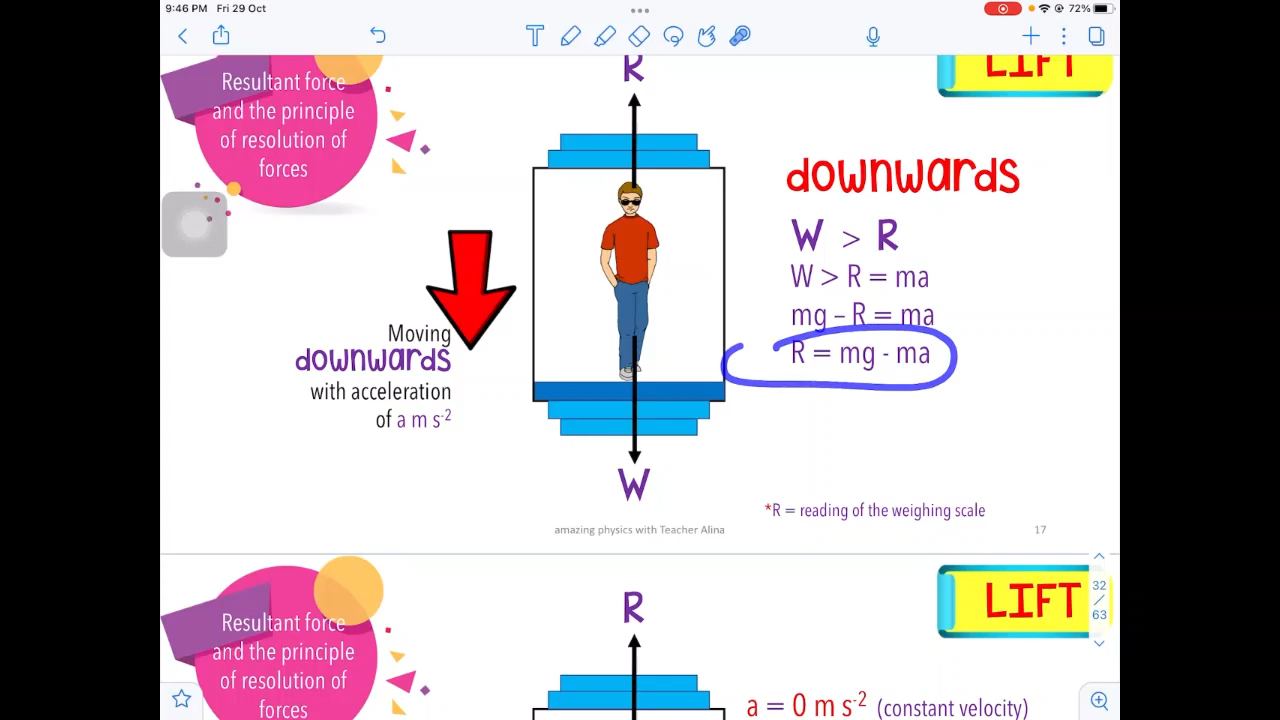 9:46 PM Fri 29 Oct
72%
Resultant force
and the principle
of resolution of
forces
R
LIFT
downwards
W > R
W > R = ma
mg – R = ma
R = mg - ma
Moving
downwards
with acceleration
of a m s-2
W
*R = reading of the weighing scale
amazing physics with Teacher Alina
17
32
/
63
Resultant force
and the principle
of resolution of
forces
R
LIFT
a = 0 m s-2 (constant velocity)